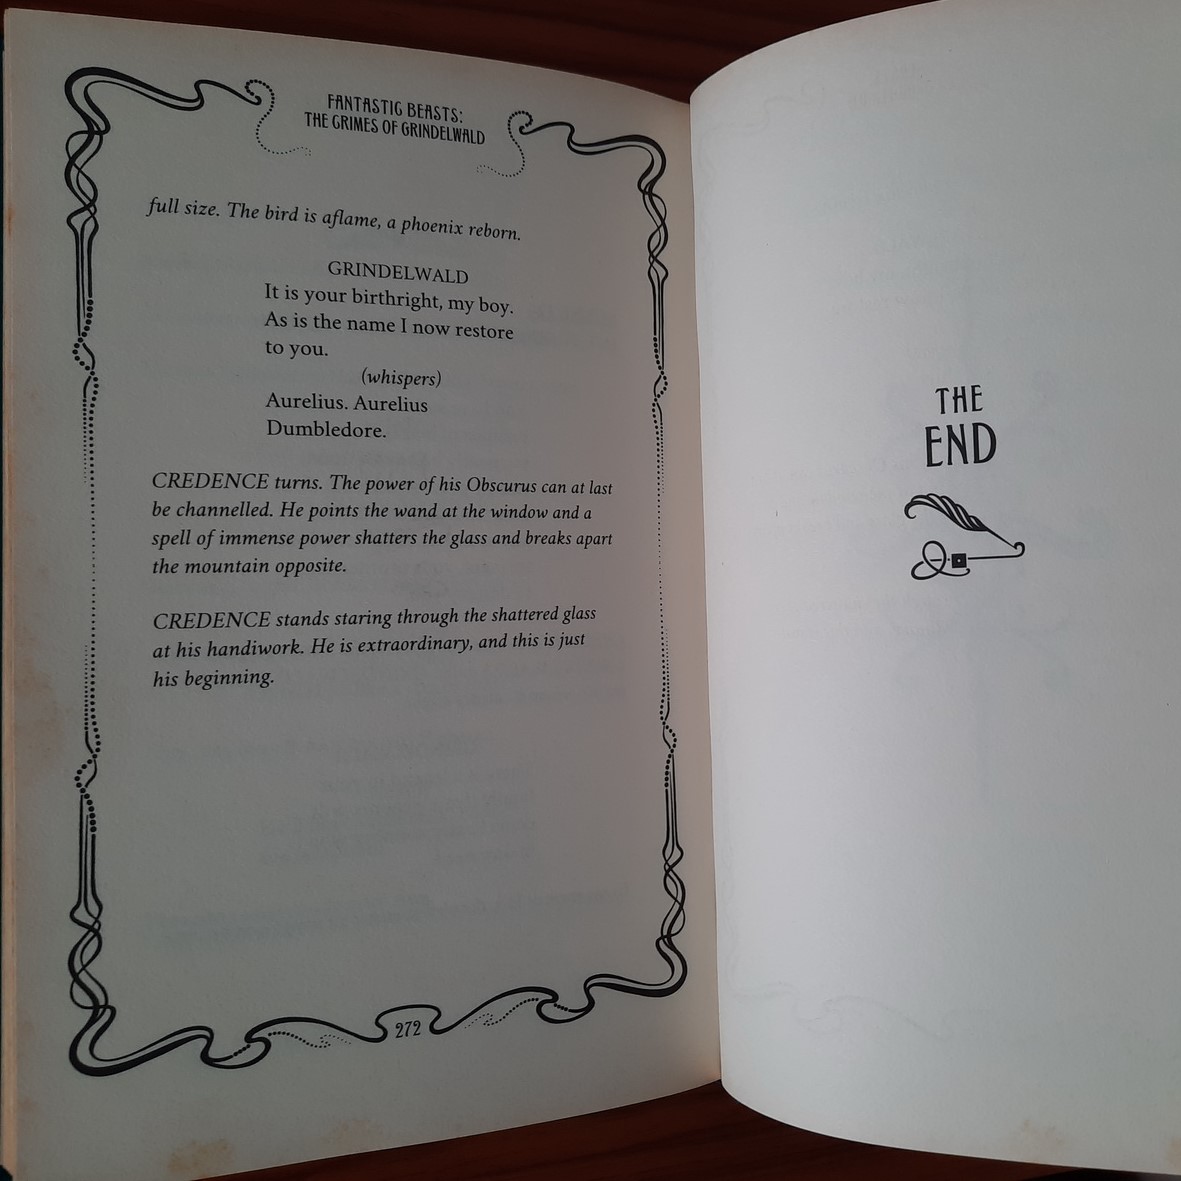 FANTASTIC BEASTS:
THE CRIMES OF GRINDELWALD
full size. The bird is aflame, a phoenix reborn.
GRINDELWALD
It is your birthright, my boy.
As is the name I now restore
to you.
(whispers)
Aurelius. Aurelius
Dumbledore.
CREDENCE turns. The power of his Obscurus can at last
be channelled. He points the wand at the window and a
spell of immense power shatters the glass and breaks apart
the mountain opposite.
CREDENCE stands staring through the shattered glass
at his handiwork. He is extraordinary, and this is just
his beginning.
272
THE
END